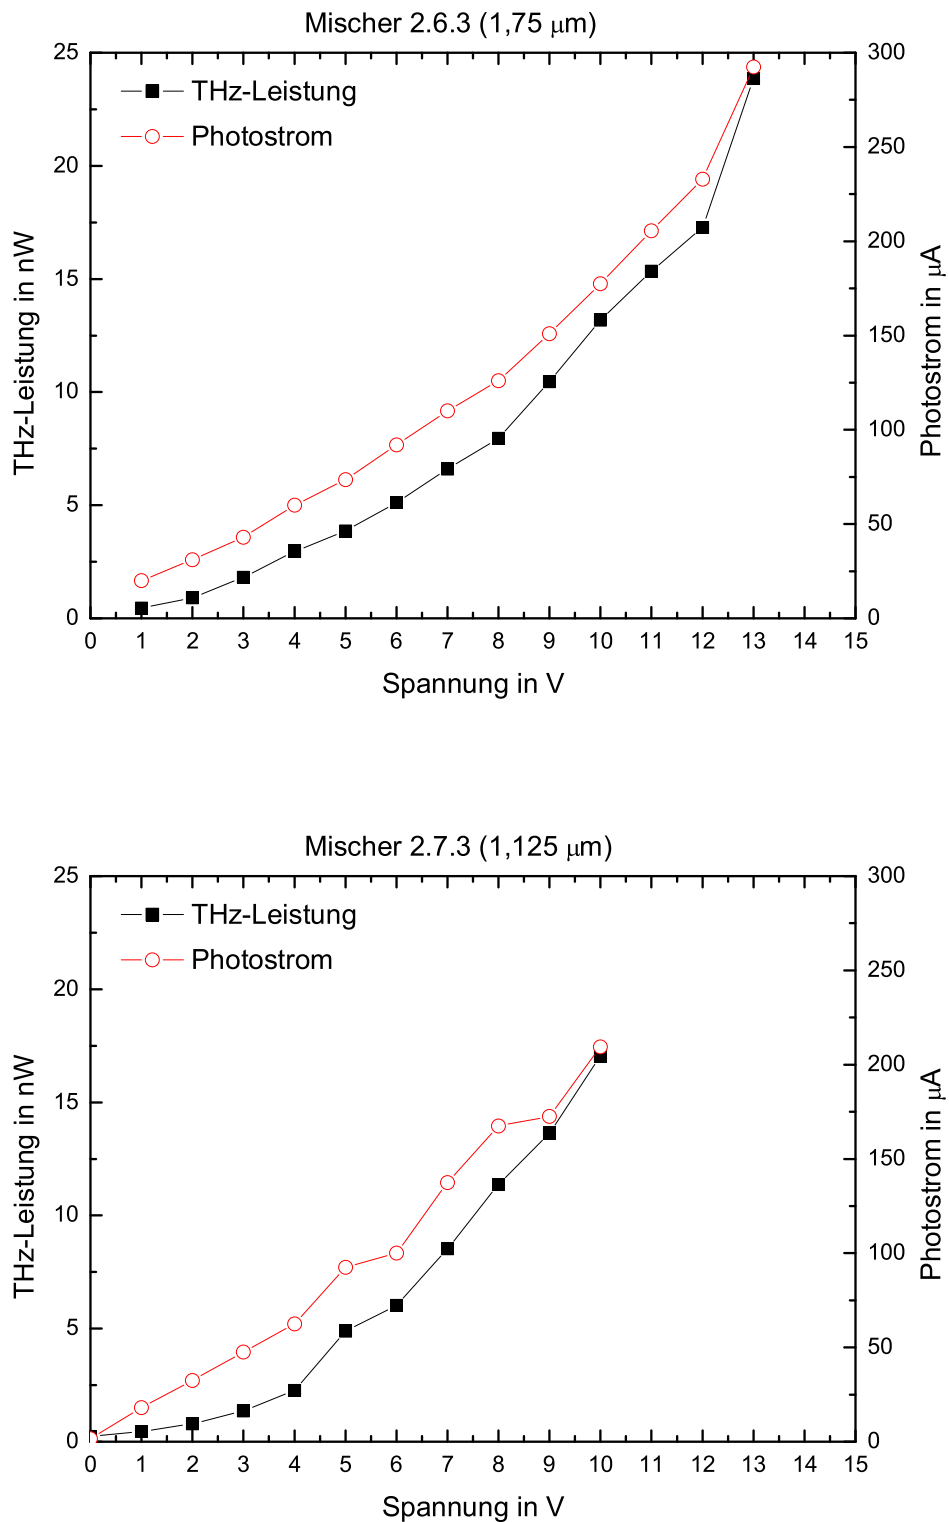 Mischer 2.6.3 (1,75 μm)
THz-Leistung
Photostrom
25
20
15
10
5
0
300
250
200
150
100
50
0
0 1 2 3 4 5 6 7 8 9 10 11 12 13 14 15
THz-Leistung in nW
Photostrom in μA
Spannung in V
Mischer 2.7.3 (1,125 μm)
THz-Leistung
Photostrom
25
20
15
10
5
0
300
250
200
150
100
50
0
0 1 2 3 4 5 6 7 8 9 10 11 12 13 14 15
THz-Leistung in nW
Photostrom in μA
Spannung in V